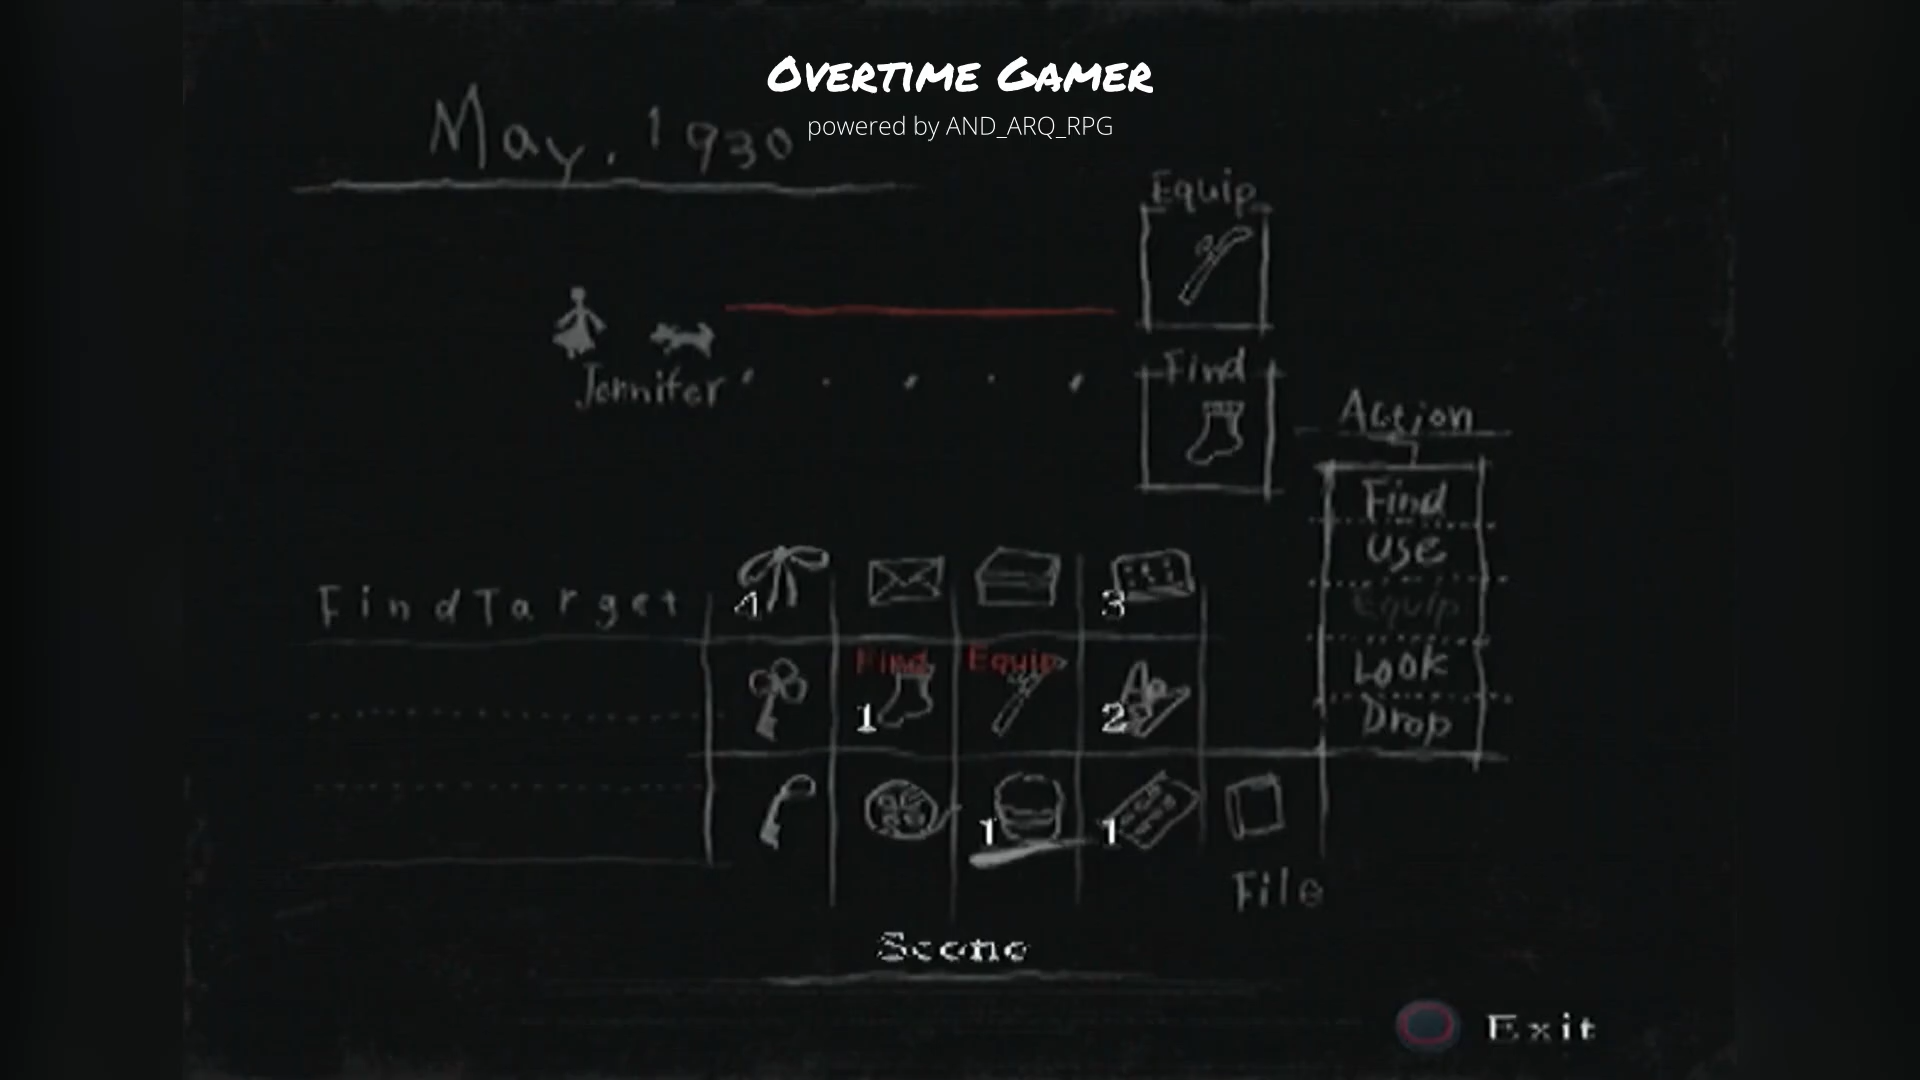 OVERTIME GAMER
powered by AND_ARQ_RPG
May. 1930
Equip
Jennifer
Find
Action
Find
Use
Equip
Look
Drop
FindTarget
4
3
Find
Equip
1
2
1
1
File
Scone
Exit